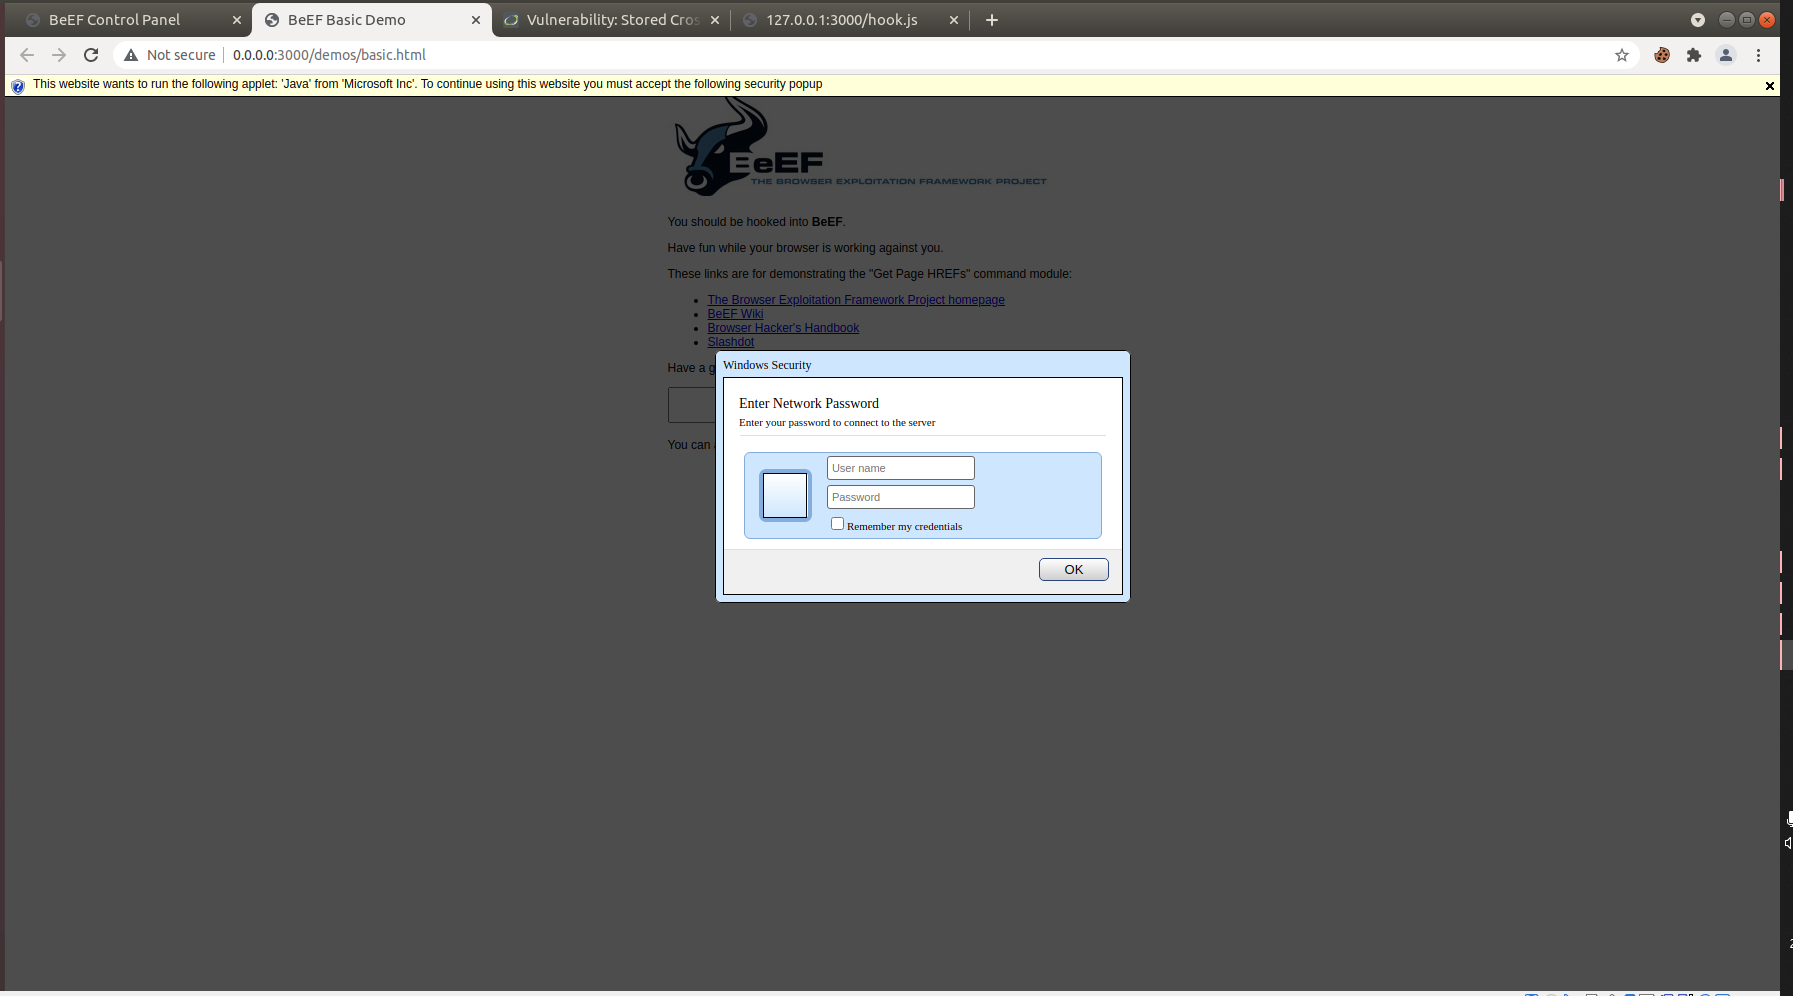 BeEF Control Panel
BeEF Basic Demo
Vulnerability: Stored Cros
127.0.0.1:3000/hook.js
Not secure
0.0.0.0:3000/demos/basic.html
This website wants to run the following applet: 'Java' from 'Microsoft Inc'. To continue using this website you must accept the following security popup
BeEF
THE BROWSER EXPLOITATION FRAMEWORK PROJECT
You should be hooked into BeEF.
Have fun while your browser is working against you.
These links are for demonstrating the "Get Page HREFs" command module:
The Browser Exploitation Framework Project homepage
BeEF Wiki
Browser Hacker's Handbook
Slashdot
Have a g
You can
Windows Security
Enter Network Password
Enter your password to connect to the server
User name
Password
Remember my credentials
OK